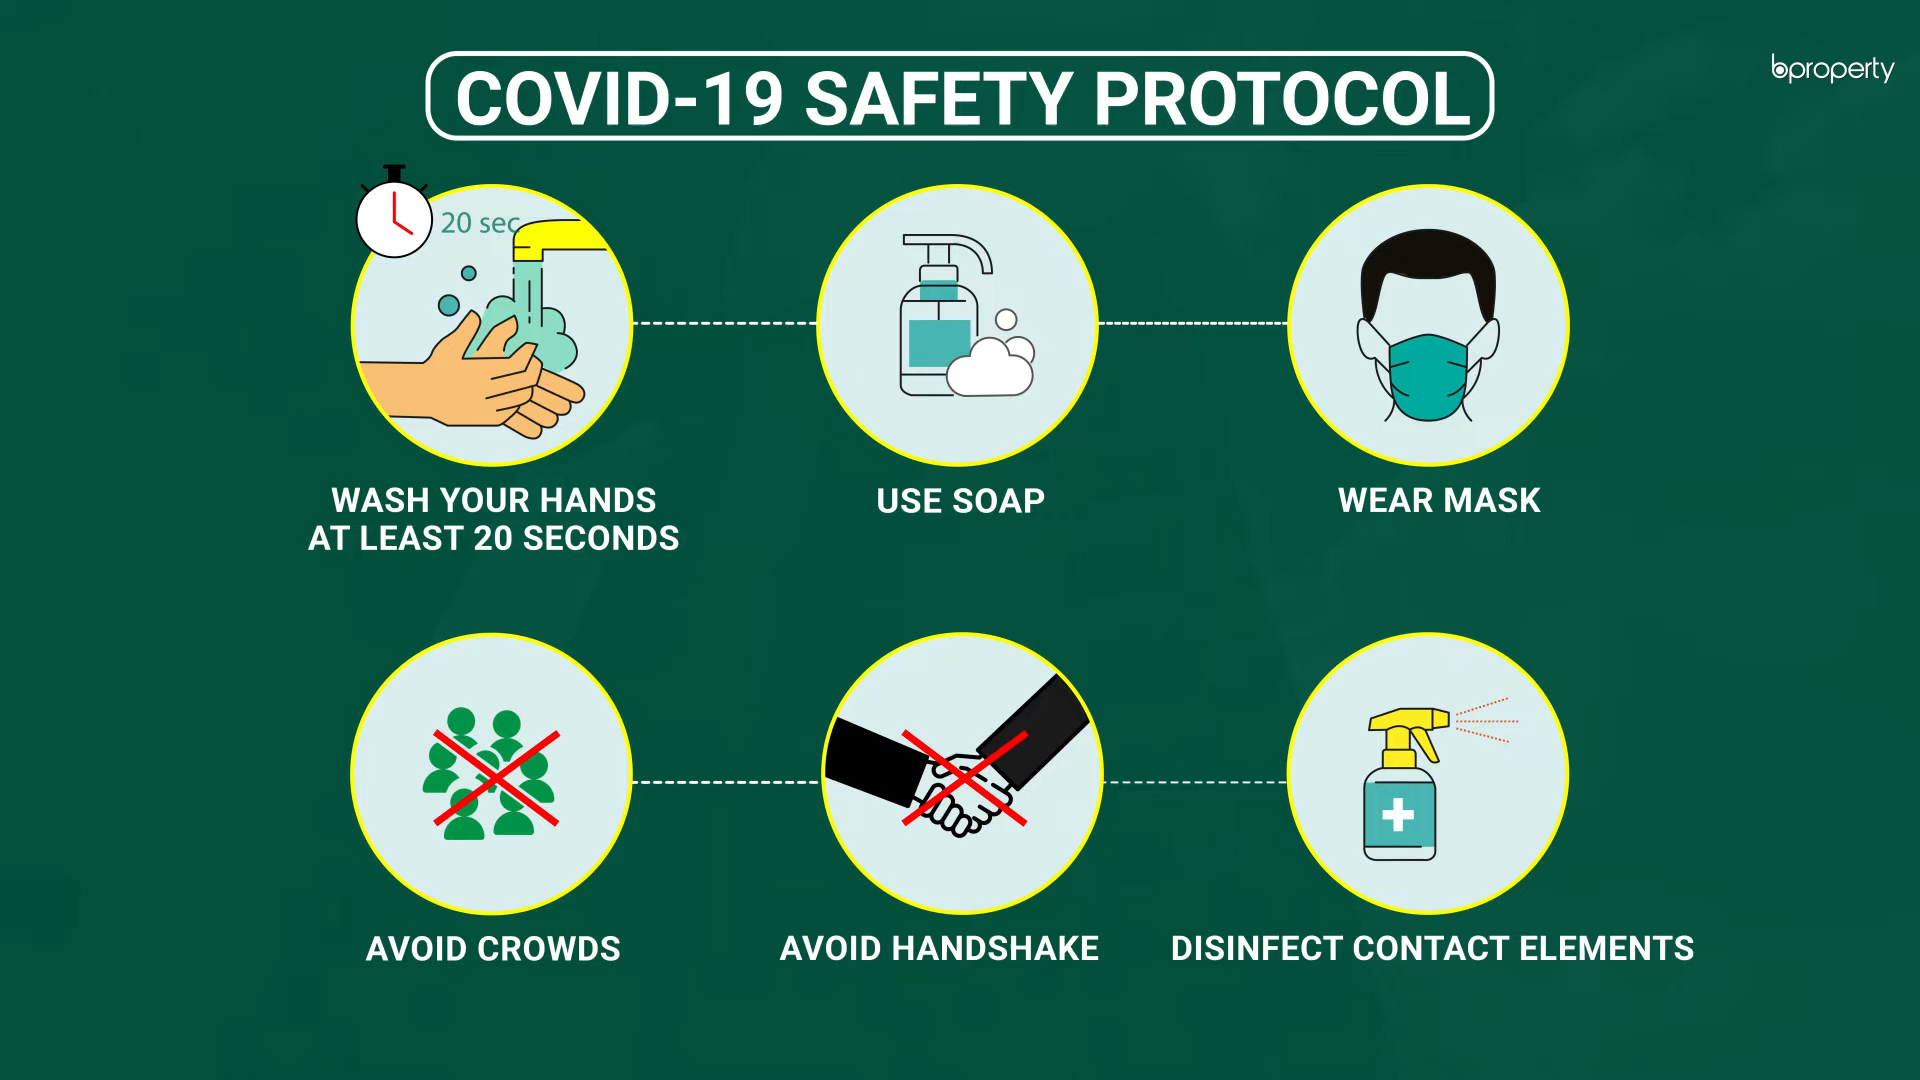 COVID-19 SAFETY PROTOCOL
bproperty
20 sec
WASH YOUR HANDS
AT LEAST 20 SECONDS
USE SOAP
WEAR MASK
AVOID CROWDS
AVOID HANDSHAKE
DISINFECT CONTACT ELEMENTS